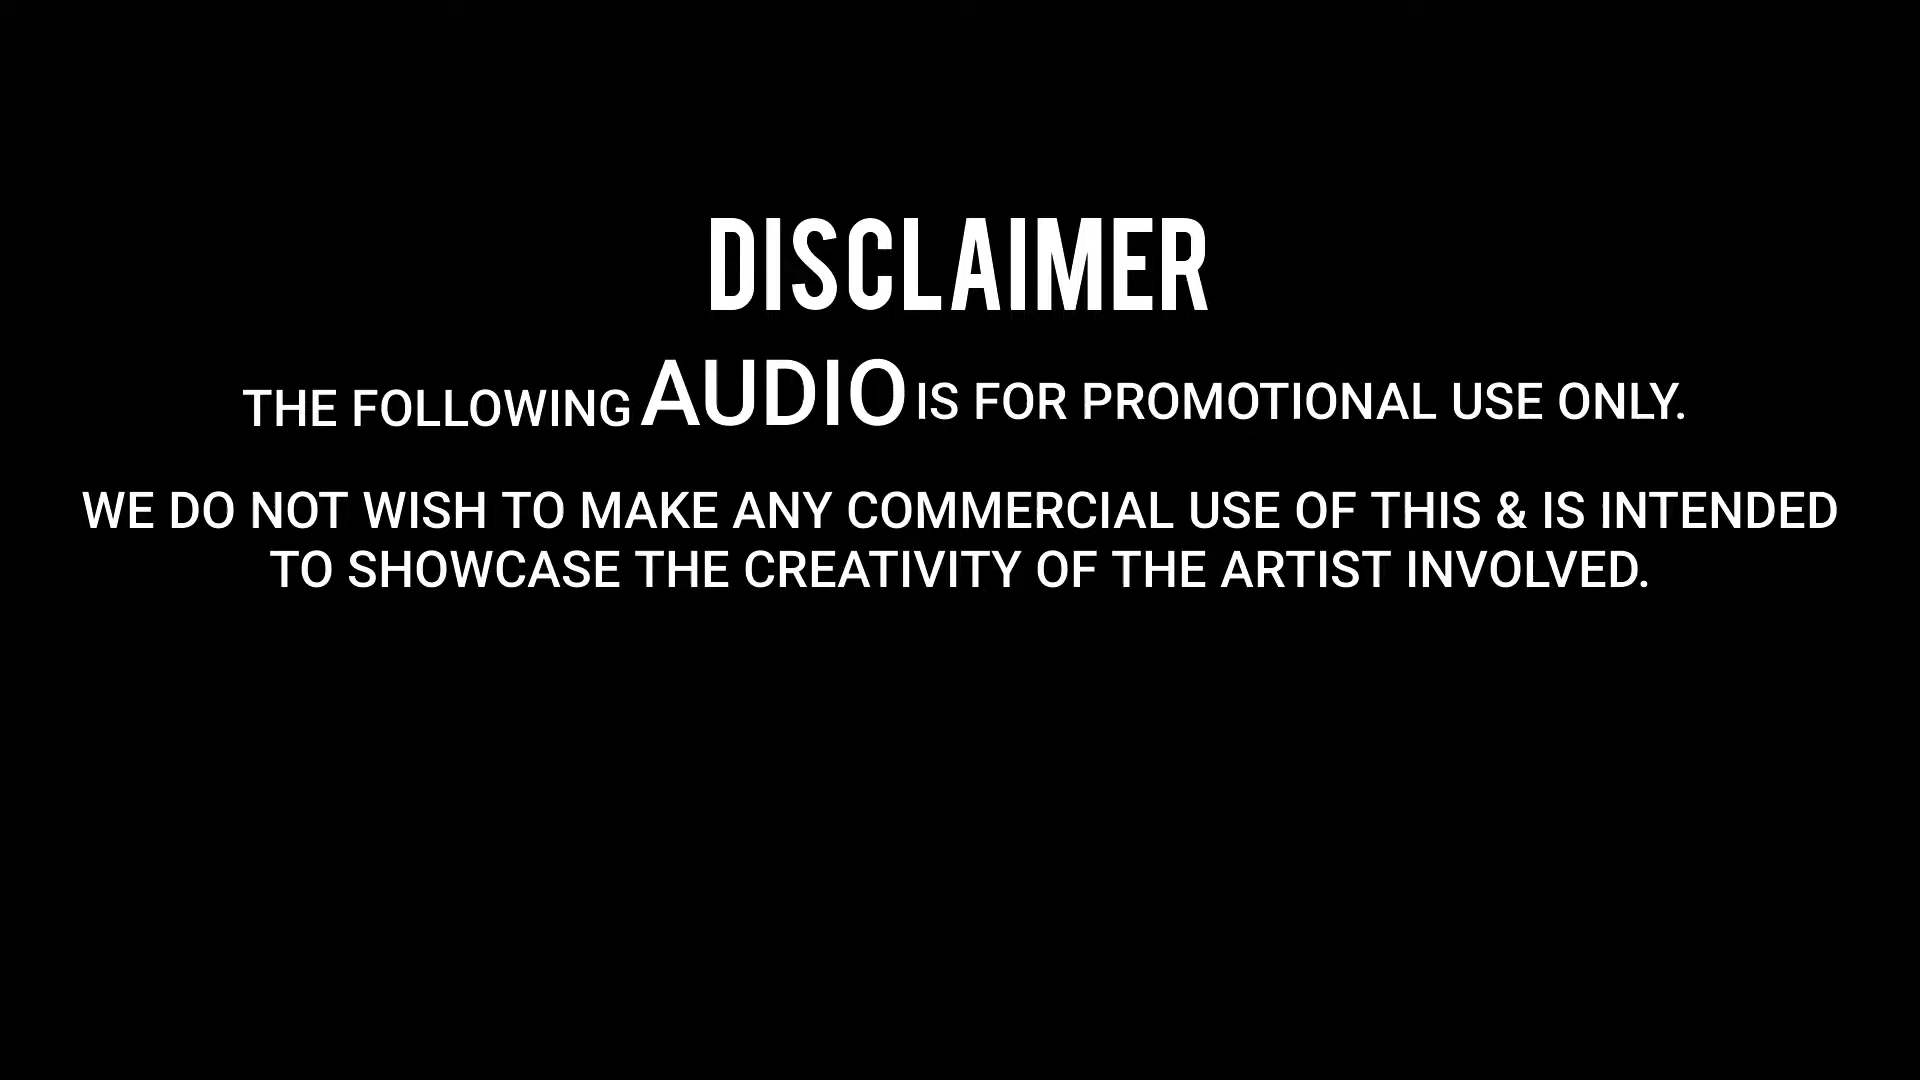 DISCLAIMER
THE FOLLOWING AUDIO IS FOR PROMOTIONAL USE ONLY.
WE DO NOT WISH TO MAKE ANY COMMERCIAL USE OF THIS & IS INTENDED
TO SHOWCASE THE CREATIVITY OF THE ARTIST INVOLVED.